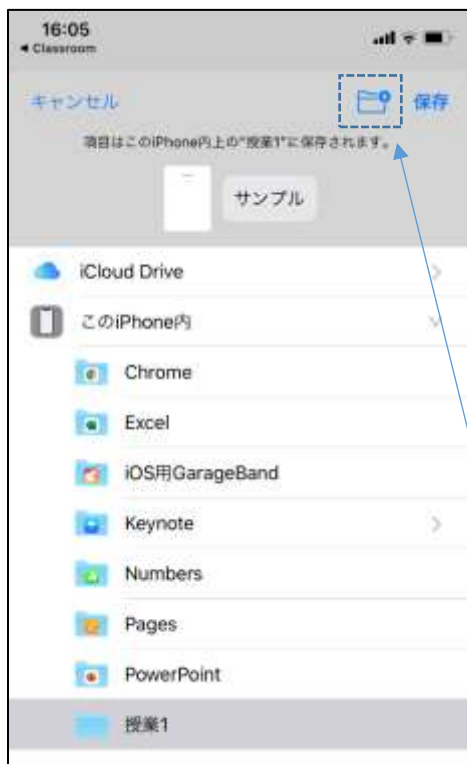 16:05
◀ Classroom
キャンセル 保存
項目はこのiPhone内上の"授業1"に保存されます。
サンプル
iCloud Drive
このiPhone内
Chrome
Excel
iOS用GarageBand
Keynote
Numbers
Pages
PowerPoint
授業1